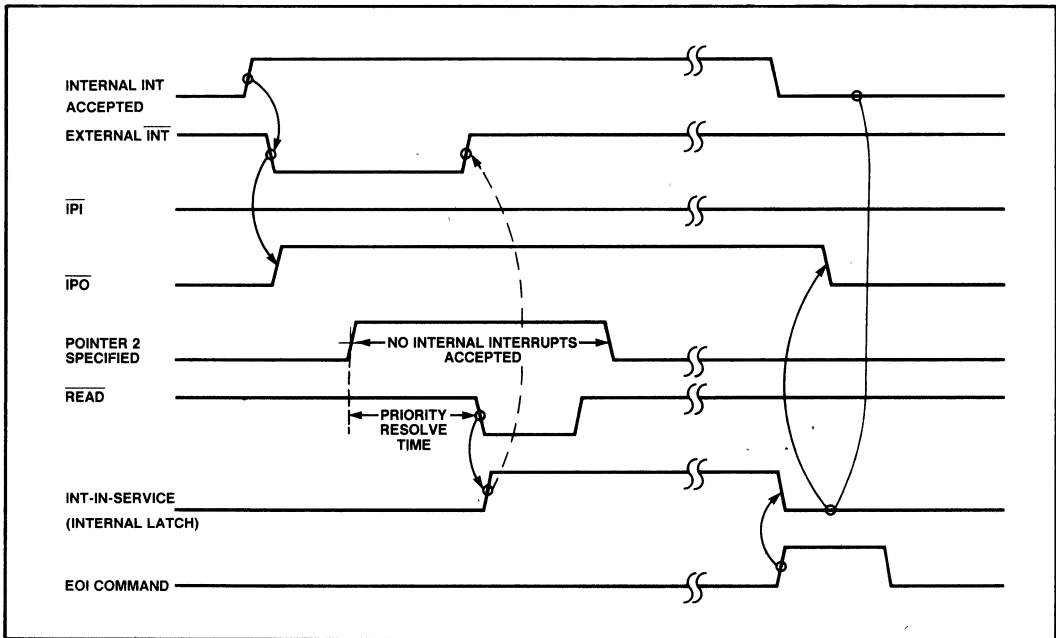 INTERNAL INT
ACCEPTED
EXTERNAL INT
IPI
IPO
POINTER 2
SPECIFIED
NO INTERNAL INTERRUPTS
ACCEPTED
READ
PRIORITY
RESOLVE
TIME
INT-IN-SERVICE
(INTERNAL LATCH)
EOI COMMAND